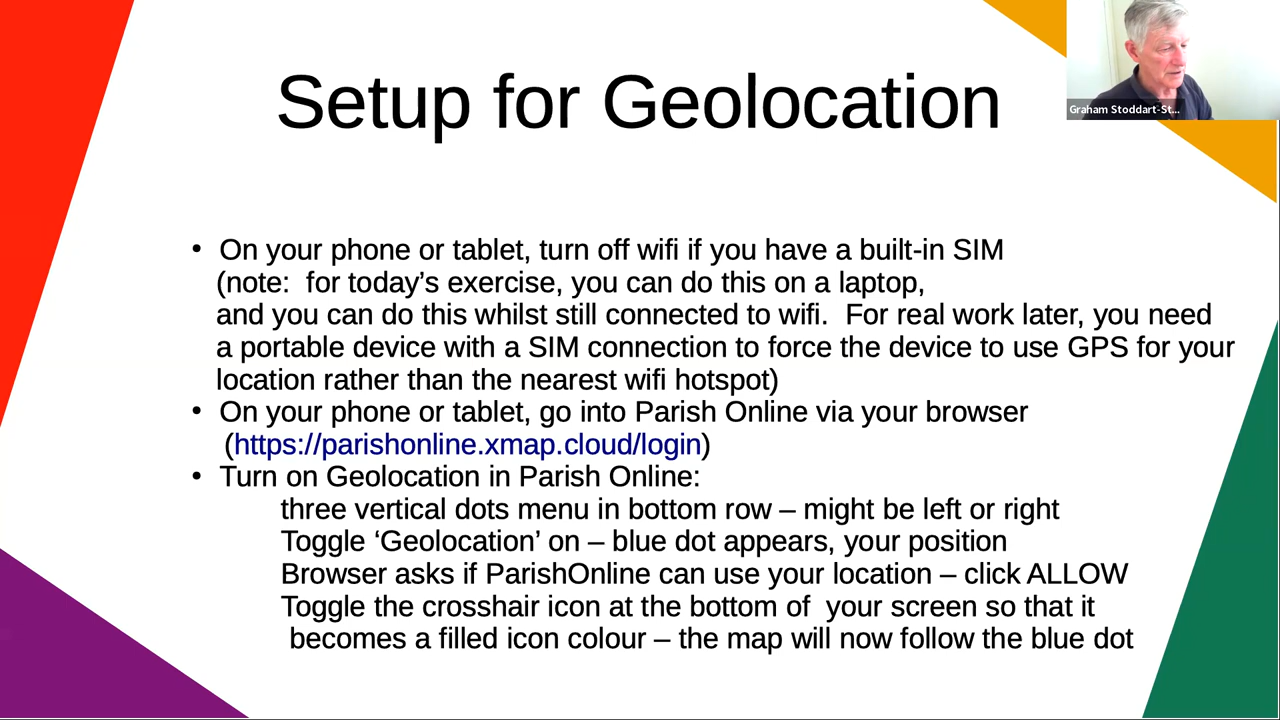 Setup for Geolocation
Graham Stoddart-St...
• On your phone or tablet, turn off wifi if you have a built-in SIM
(note:  for today’s exercise, you can do this on a laptop,
and you can do this whilst still connected to wifi.  For real work later, you need
a portable device with a SIM connection to force the device to use GPS for your
location rather than the nearest wifi hotspot)
• On your phone or tablet, go into Parish Online via your browser
(https://parishonline.xmap.cloud/login)
• Turn on Geolocation in Parish Online:
three vertical dots menu in bottom row – might be left or right
Toggle ‘Geolocation’ on – blue dot appears, your position
Browser asks if ParishOnline can use your location – click ALLOW
Toggle the crosshair icon at the bottom of  your screen so that it
becomes a filled icon colour – the map will now follow the blue dot